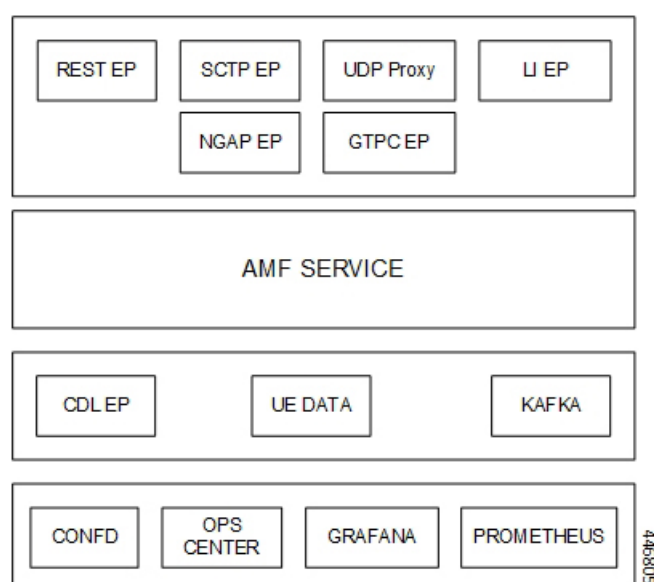 REST EP
SCTP EP
UDP Proxy
LI EP
NGAP EP
GTPC EP
AMF SERVICE
CDL EP
UE DATA
KAFKA
CONFD
OPS
CENTER
GRAFANA
PROMETHEUS
446805